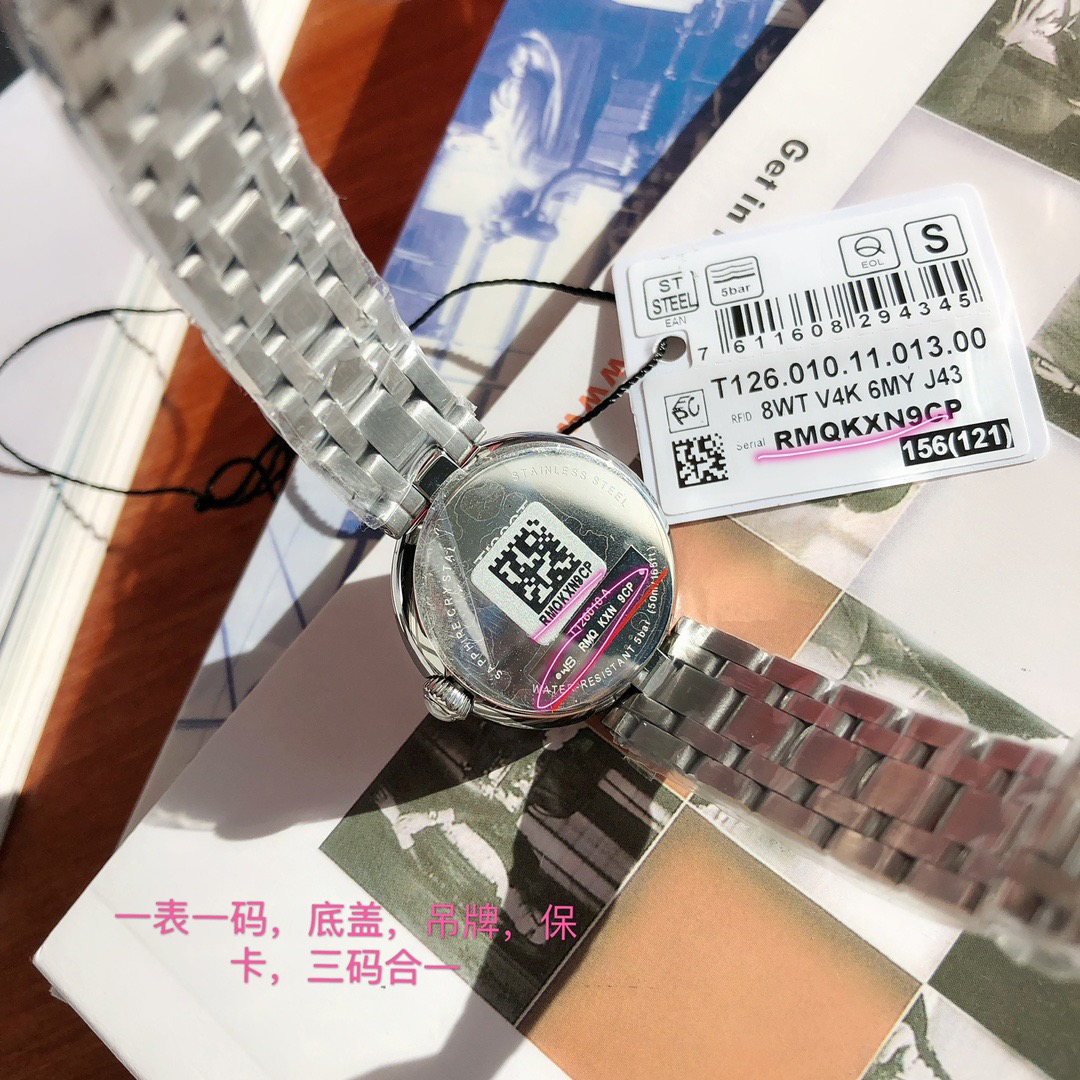 Get in
ST
STEEL
5bar
EOL
S
EAN
7 611608 294345
T126.010.11.013.00
RFID 8WT V4K 6MY J43
Serial RMQKXN9CP
156(121)
STAINLESS STEEL
SAPPHIRE CRYSTAL
RMQKXN9CP
RMQ KXN 9CP
WATER-RESISTANT 5bar
一表一码，底盖，吊牌，保
卡，三码合一